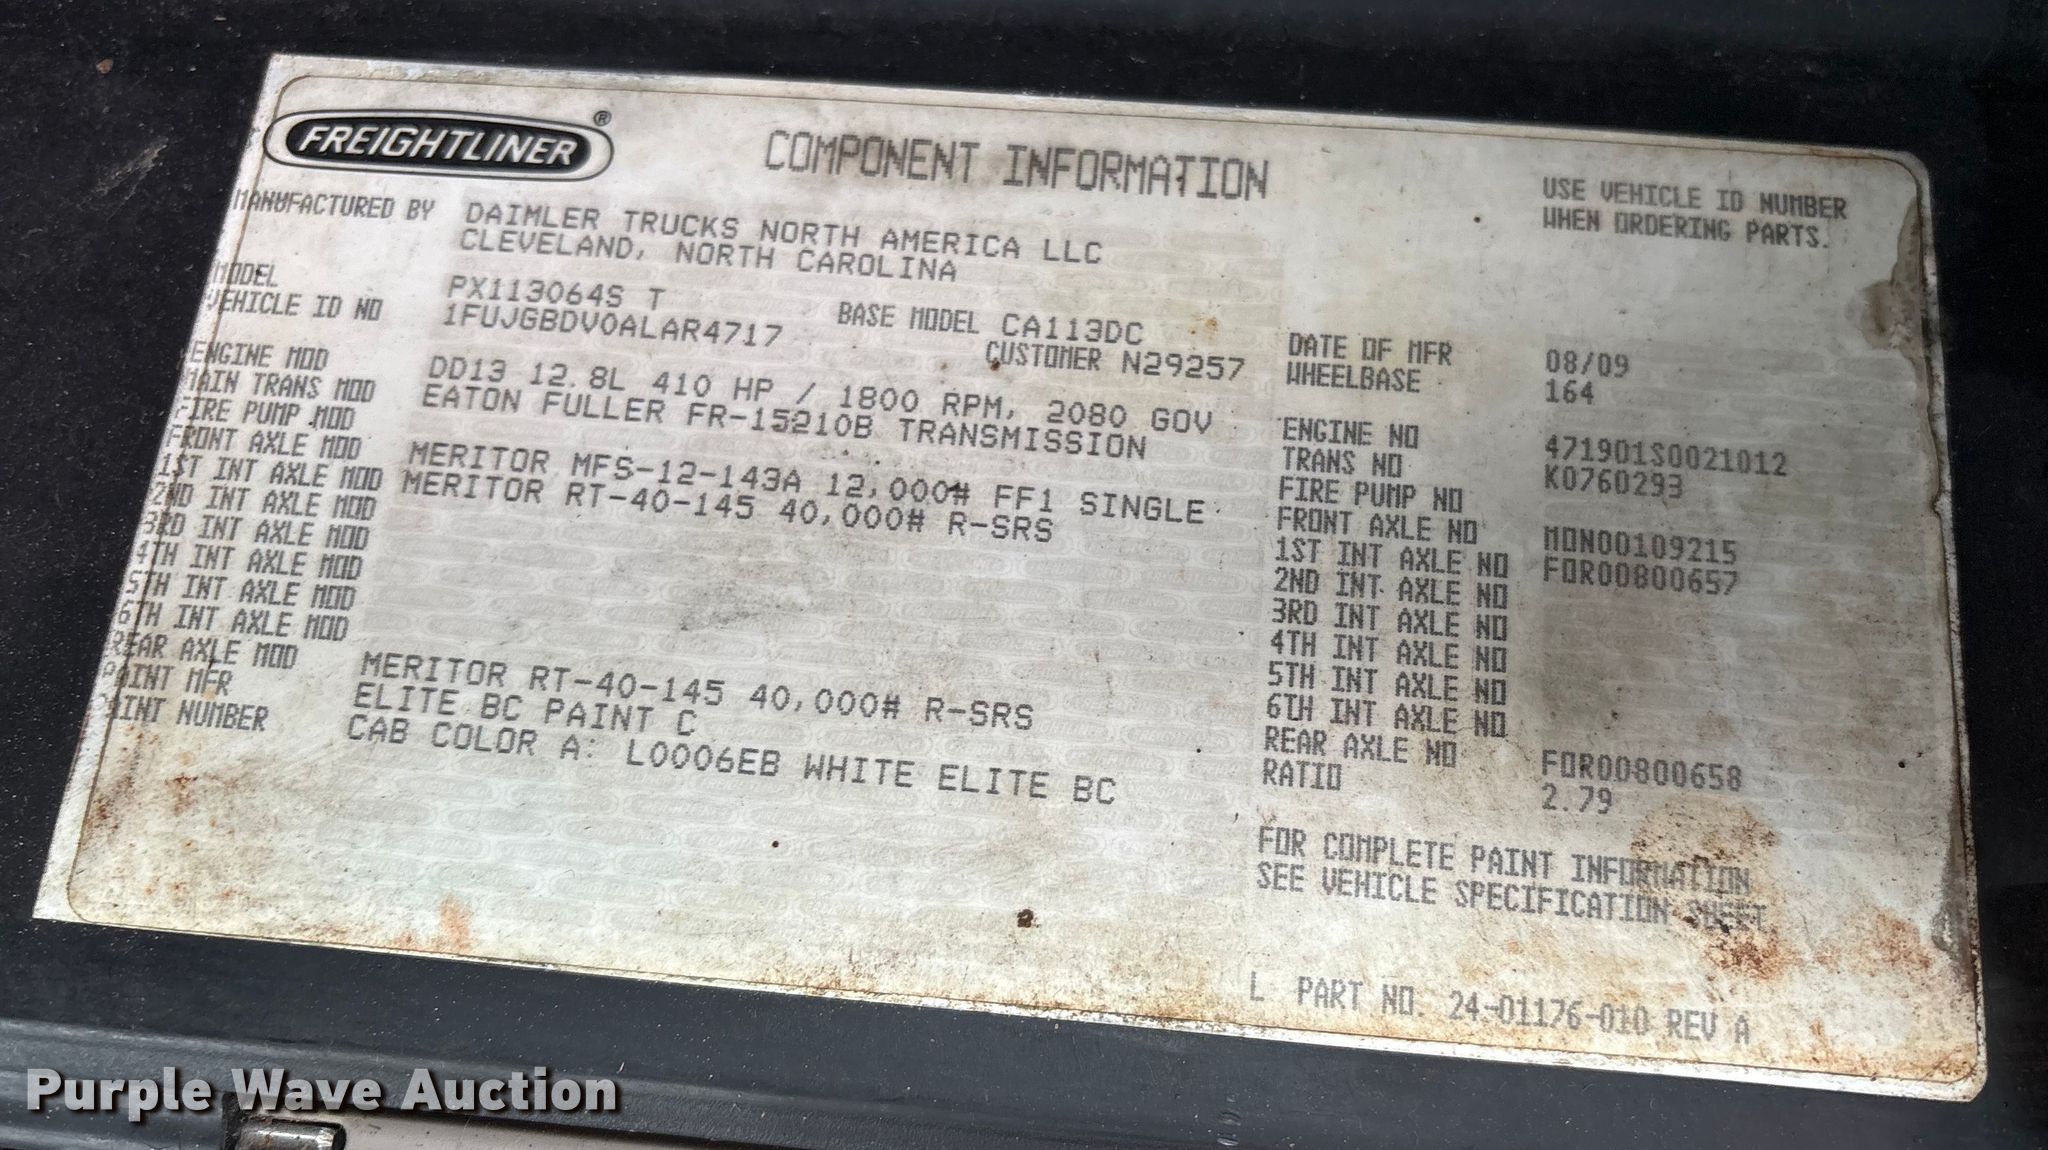 FREIGHTLINER ®
COMPONENT INFORMATION
USE VEHICLE ID NUMBER
WHEN ORDERING PARTS.
MANUFACTURED BY DAIMLER TRUCKS NORTH AMERICA LLC
CLEVELAND, NORTH CAROLINA
MODEL PX113064S T
VEHICLE ID NO 1FUJGBDV0ALAR4717
BASE MODEL CA113DC
CUSTOMER N29257
DATE OF MFR 08/09
WHEELBASE 164
ENGINE MOD DD13 12.8L 410 HP / 1800 RPM, 2080 GOV
MAIN TRANS MOD EATON FULLER FR-15210B TRANSMISSION
FIRE PUMP MOD
FRONT AXLE MOD MERITOR MFS-12-143A 12,000# FF1 SINGLE
1ST INT AXLE MOD MERITOR RT-40-145 40,000# R-SRS
2ND INT AXLE MOD
3RD INT AXLE MOD
4TH INT AXLE MOD
5TH INT AXLE MOD
6TH INT AXLE MOD
REAR AXLE MOD MERITOR RT-40-145 40,000# R-SRS
PAINT MFR ELITE BC PAINT C
PAINT NUMBER CAB COLOR A: L0006EB WHITE ELITE BC
ENGINE NO 471901S0021012
TRANS NO K0760293
FIRE PUMP NO
FRONT AXLE NO MON00109215
1ST INT AXLE NO FOR00800657
2ND INT AXLE NO
3RD INT AXLE NO
4TH INT AXLE NO
5TH INT AXLE NO
6TH INT AXLE NO
REAR AXLE NO FOR00800658
RATIO 2.79
FOR COMPLETE PAINT INFORMATION
SEE VEHICLE SPECIFICATION SHEET
L PART NO. 24-01176-010 REV A
Purple Wave Auction